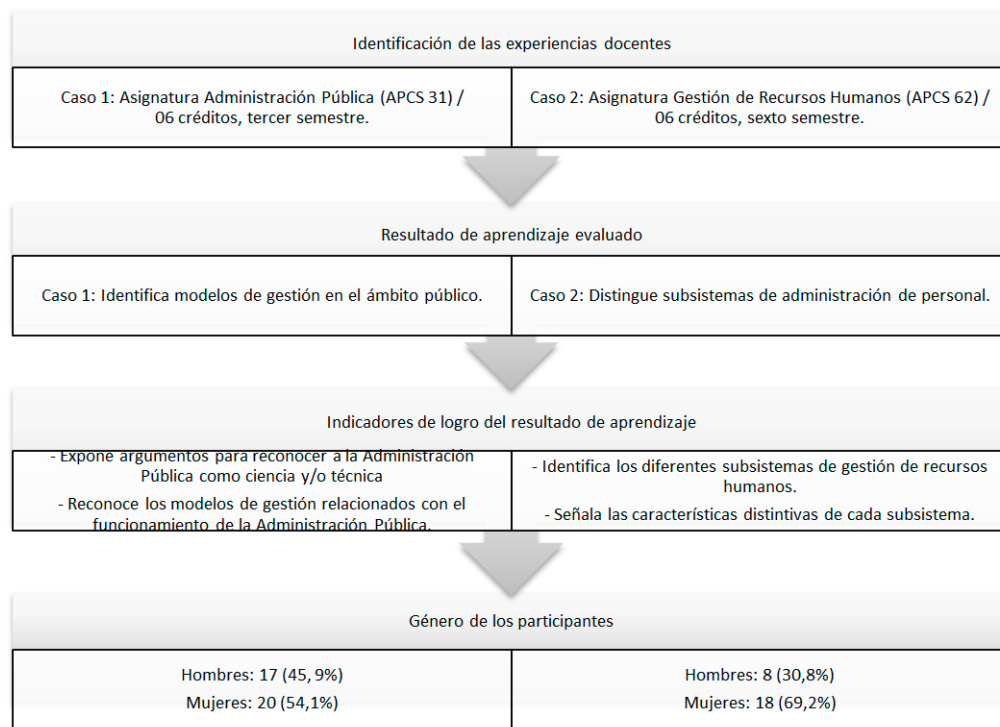 Identificación de las experiencias docentes
Caso 1: Asignatura Administración Pública (APCS 31) /
06 créditos, tercer semestre.
Caso 2: Asignatura Gestión de Recursos Humanos (APCS 62) /
06 créditos, sexto semestre.
Resultado de aprendizaje evaluado
Caso 1: Identifica modelos de gestión en el ámbito público.
Caso 2: Distingue subsistemas de administración de personal.
Indicadores de logro del resultado de aprendizaje
- Expone argumentos para reconocer a la Administración
Pública como ciencia y/o técnica
- Reconoce los modelos de gestión relacionados con el
funcionamiento de la Administración Pública.
- Identifica los diferentes subsistemas de gestión de recursos
humanos.
- Señala las características distintivas de cada subsistema.
Género de los participantes
Hombres: 17 (45, 9%)
Mujeres: 20 (54,1%)
Hombres: 8 (30,8%)
Mujeres: 18 (69,2%)